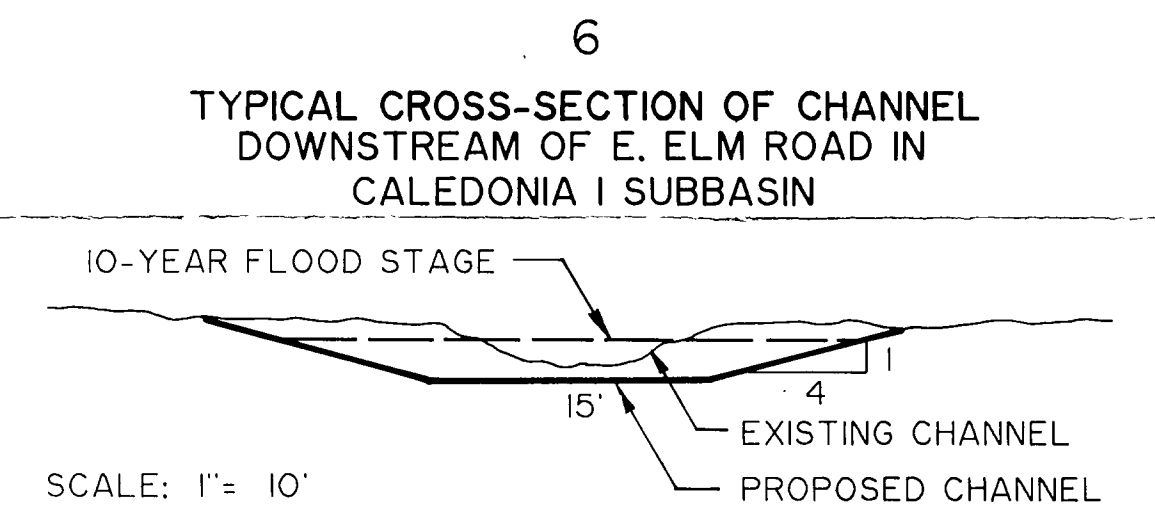 6
TYPICAL CROSS-SECTION OF CHANNEL
DOWNSTREAM OF E. ELM ROAD IN
CALEDONIA I SUBBASIN
10-YEAR FLOOD STAGE
1
4
15'
EXISTING CHANNEL
SCALE: 1"= 10'
PROPOSED CHANNEL